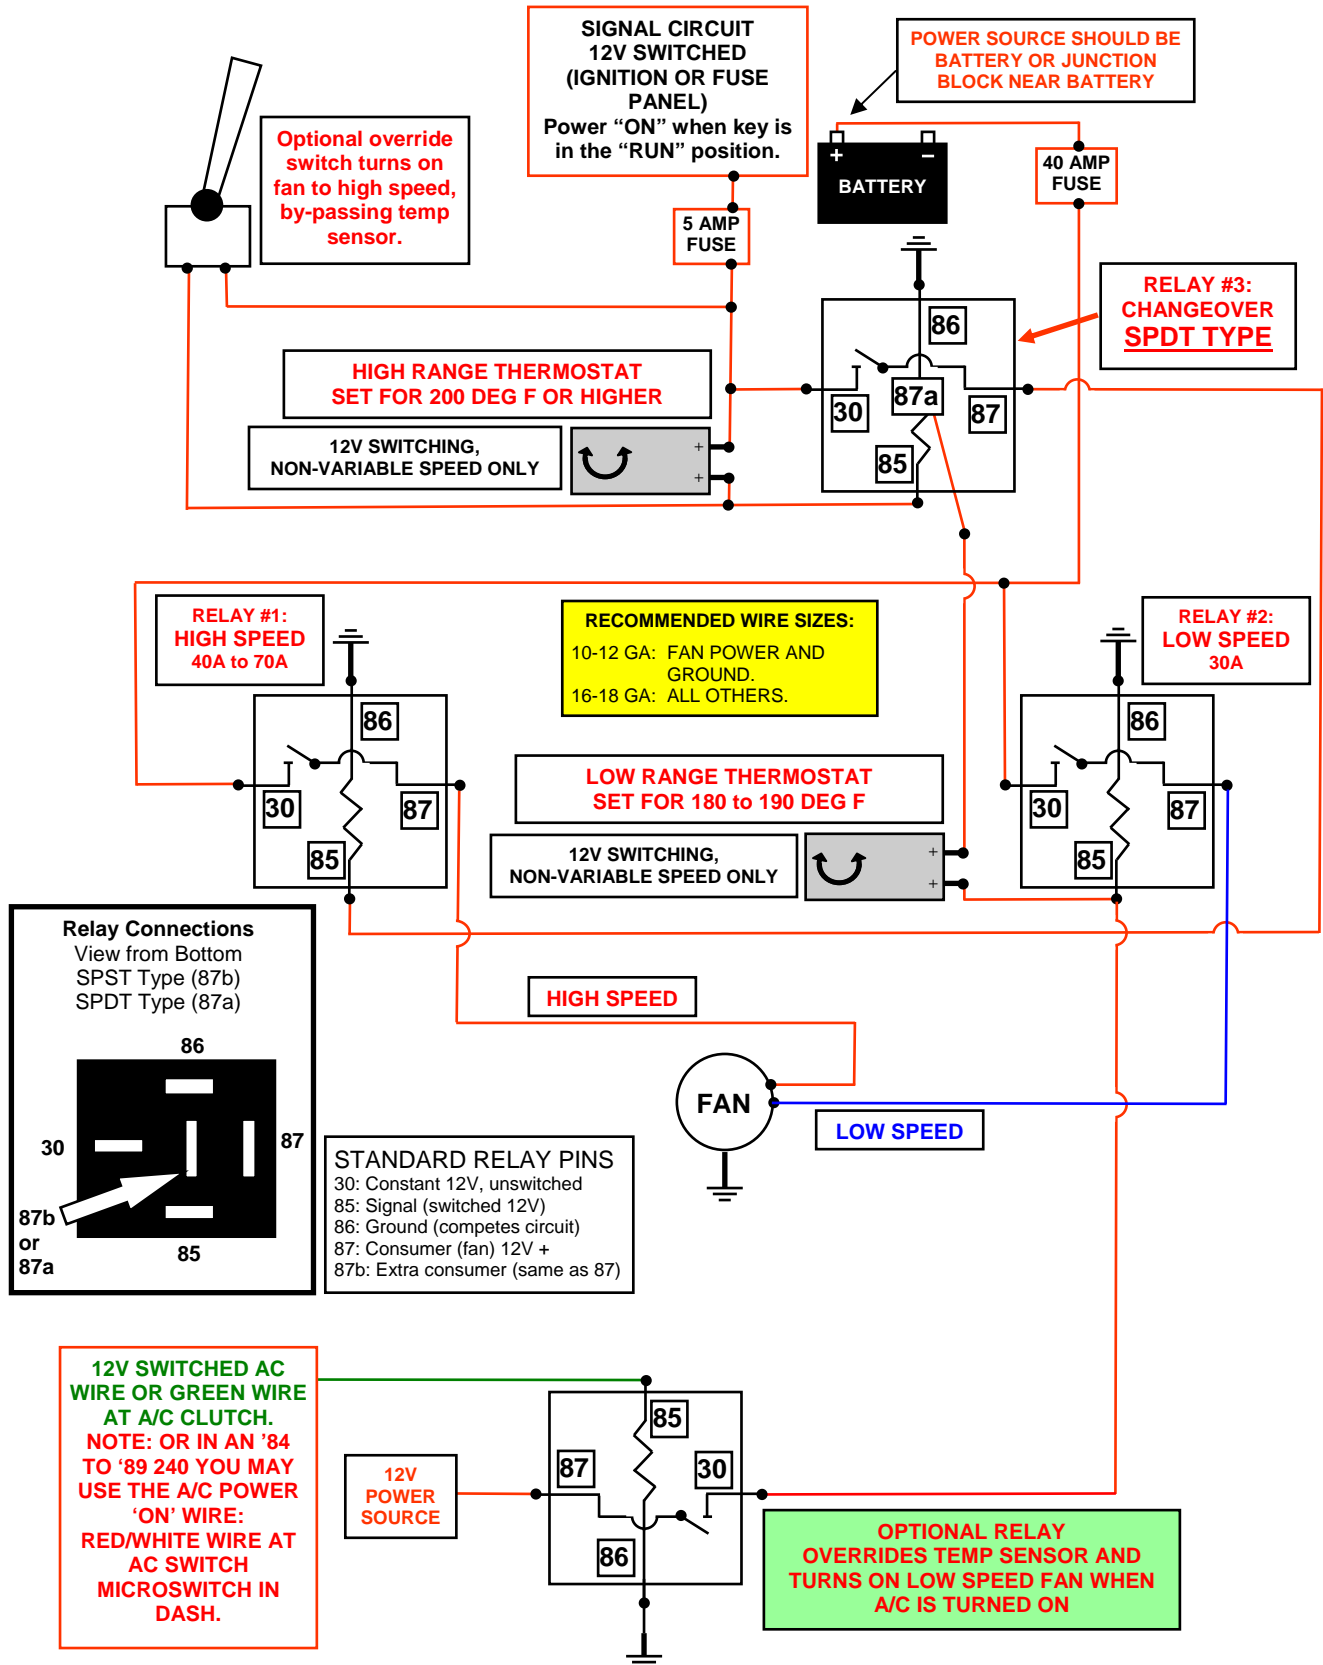 SIGNAL CIRCUIT
12V SWITCHED
(IGNITION OR FUSE
PANEL)
Power “ON” when key is
in the “RUN” position.
POWER SOURCE SHOULD BE
BATTERY OR JUNCTION
BLOCK NEAR BATTERY
Optional override
switch turns on
fan to high speed,
by-passing temp
sensor.
+
–
BATTERY
40 AMP
FUSE
5 AMP
FUSE
RELAY #3:
CHANGEOVER
SPDT TYPE
86
30
87a
87
85
HIGH RANGE THERMOSTAT
SET FOR 200 DEG F OR HIGHER
12V SWITCHING,
NON-VARIABLE SPEED ONLY
+
+
RELAY #1:
HIGH SPEED
40A to 70A
RECOMMENDED WIRE SIZES:
10-12 GA: FAN POWER AND
GROUND.
16-18 GA: ALL OTHERS.
RELAY #2:
LOW SPEED
30A
86
30
87
85
86
30
87
85
LOW RANGE THERMOSTAT
SET FOR 180 to 190 DEG F
12V SWITCHING,
NON-VARIABLE SPEED ONLY
+
+
Relay Connections
View from Bottom
SPST Type (87b)
SPDT Type (87a)
86
30
87
87b
or
87a
85
HIGH SPEED
FAN
LOW SPEED
STANDARD RELAY PINS
30: Constant 12V, unswitched
85: Signal (switched 12V)
86: Ground (competes circuit)
87: Consumer (fan) 12V +
87b: Extra consumer (same as 87)
12V SWITCHED AC
WIRE OR GREEN WIRE
AT A/C CLUTCH.
NOTE: OR IN AN ’84
TO ‘89 240 YOU MAY
USE THE A/C POWER
‘ON’ WIRE:
RED/WHITE WIRE AT
AC SWITCH
MICROSWITCH IN
DASH.
12V
POWER
SOURCE
85
87
30
86
OPTIONAL RELAY
OVERRIDES TEMP SENSOR AND
TURNS ON LOW SPEED FAN WHEN
A/C IS TURNED ON